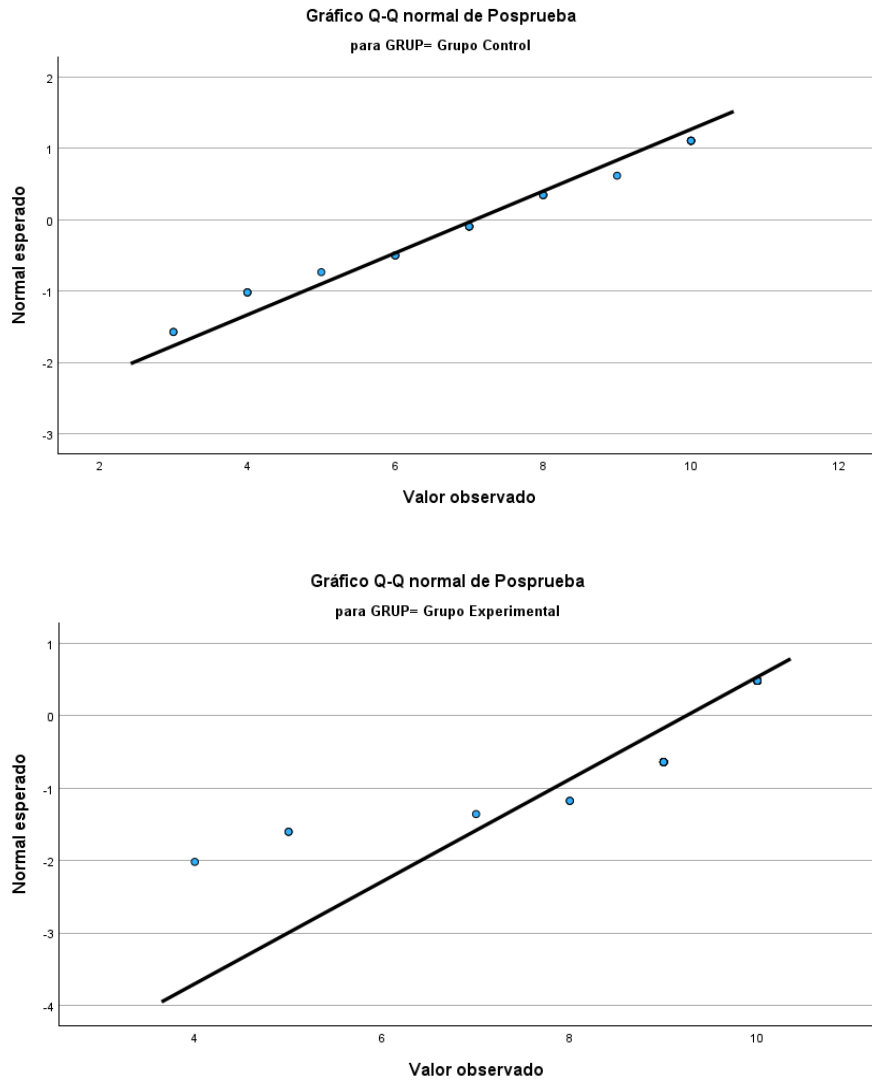 Gráfico Q-Q normal de Posprueba
para GRUP= Grupo Control
2
1
0
-1
-2
-3
Normal esperado
2 4 6 8 10 12
Valor observado
Gráfico Q-Q normal de Posprueba
para GRUP= Grupo Experimental
1
0
-1
-2
-3
-4
Normal esperado
4 6 8 10
Valor observado